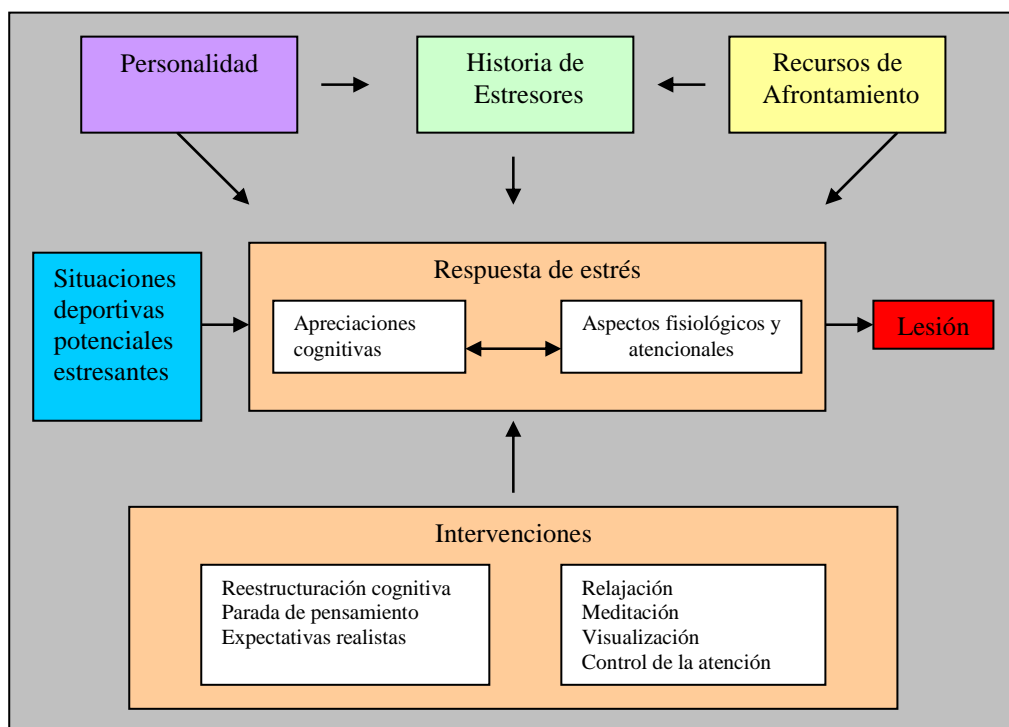 Personalidad
Historia de
Estresores
Recursos de
Afrontamiento
Situaciones
deportivas
potenciales
estresantes
Respuesta de estrés
Apreciaciones
cognitivas
Aspectos fisiológicos y
atencionales
Lesión
Intervenciones
Reestructuración cognitiva
Parada de pensamiento
Expectativas realistas
Relajación
Meditación
Visualización
Control de la atención